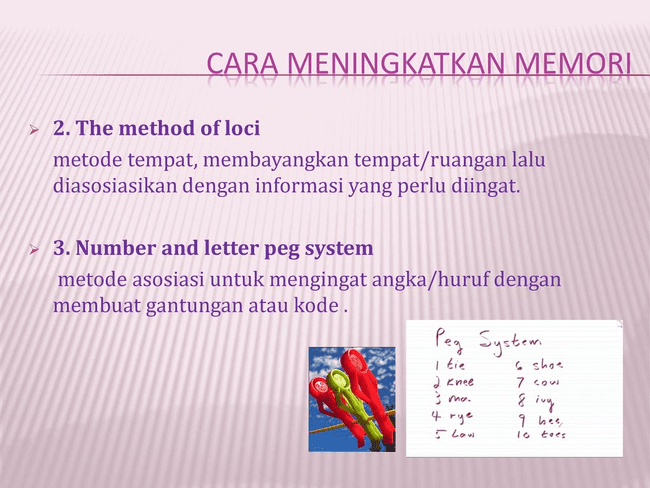 CARA MENINGKATKAN MEMORI
2. The method of loci
metode tempat, membayangkan tempat/ruangan lalu
diasosiasikan dengan informasi yang perlu diingat.
3. Number and letter peg system
metode asosiasi untuk mengingat angka/huruf dengan
membuat gantungan atau kode .
Peg System
1 tie
2 knee
3 ma.
4 rye
5 law
6 shoe
7 cow
8 ivy
9 bee,
10 toes